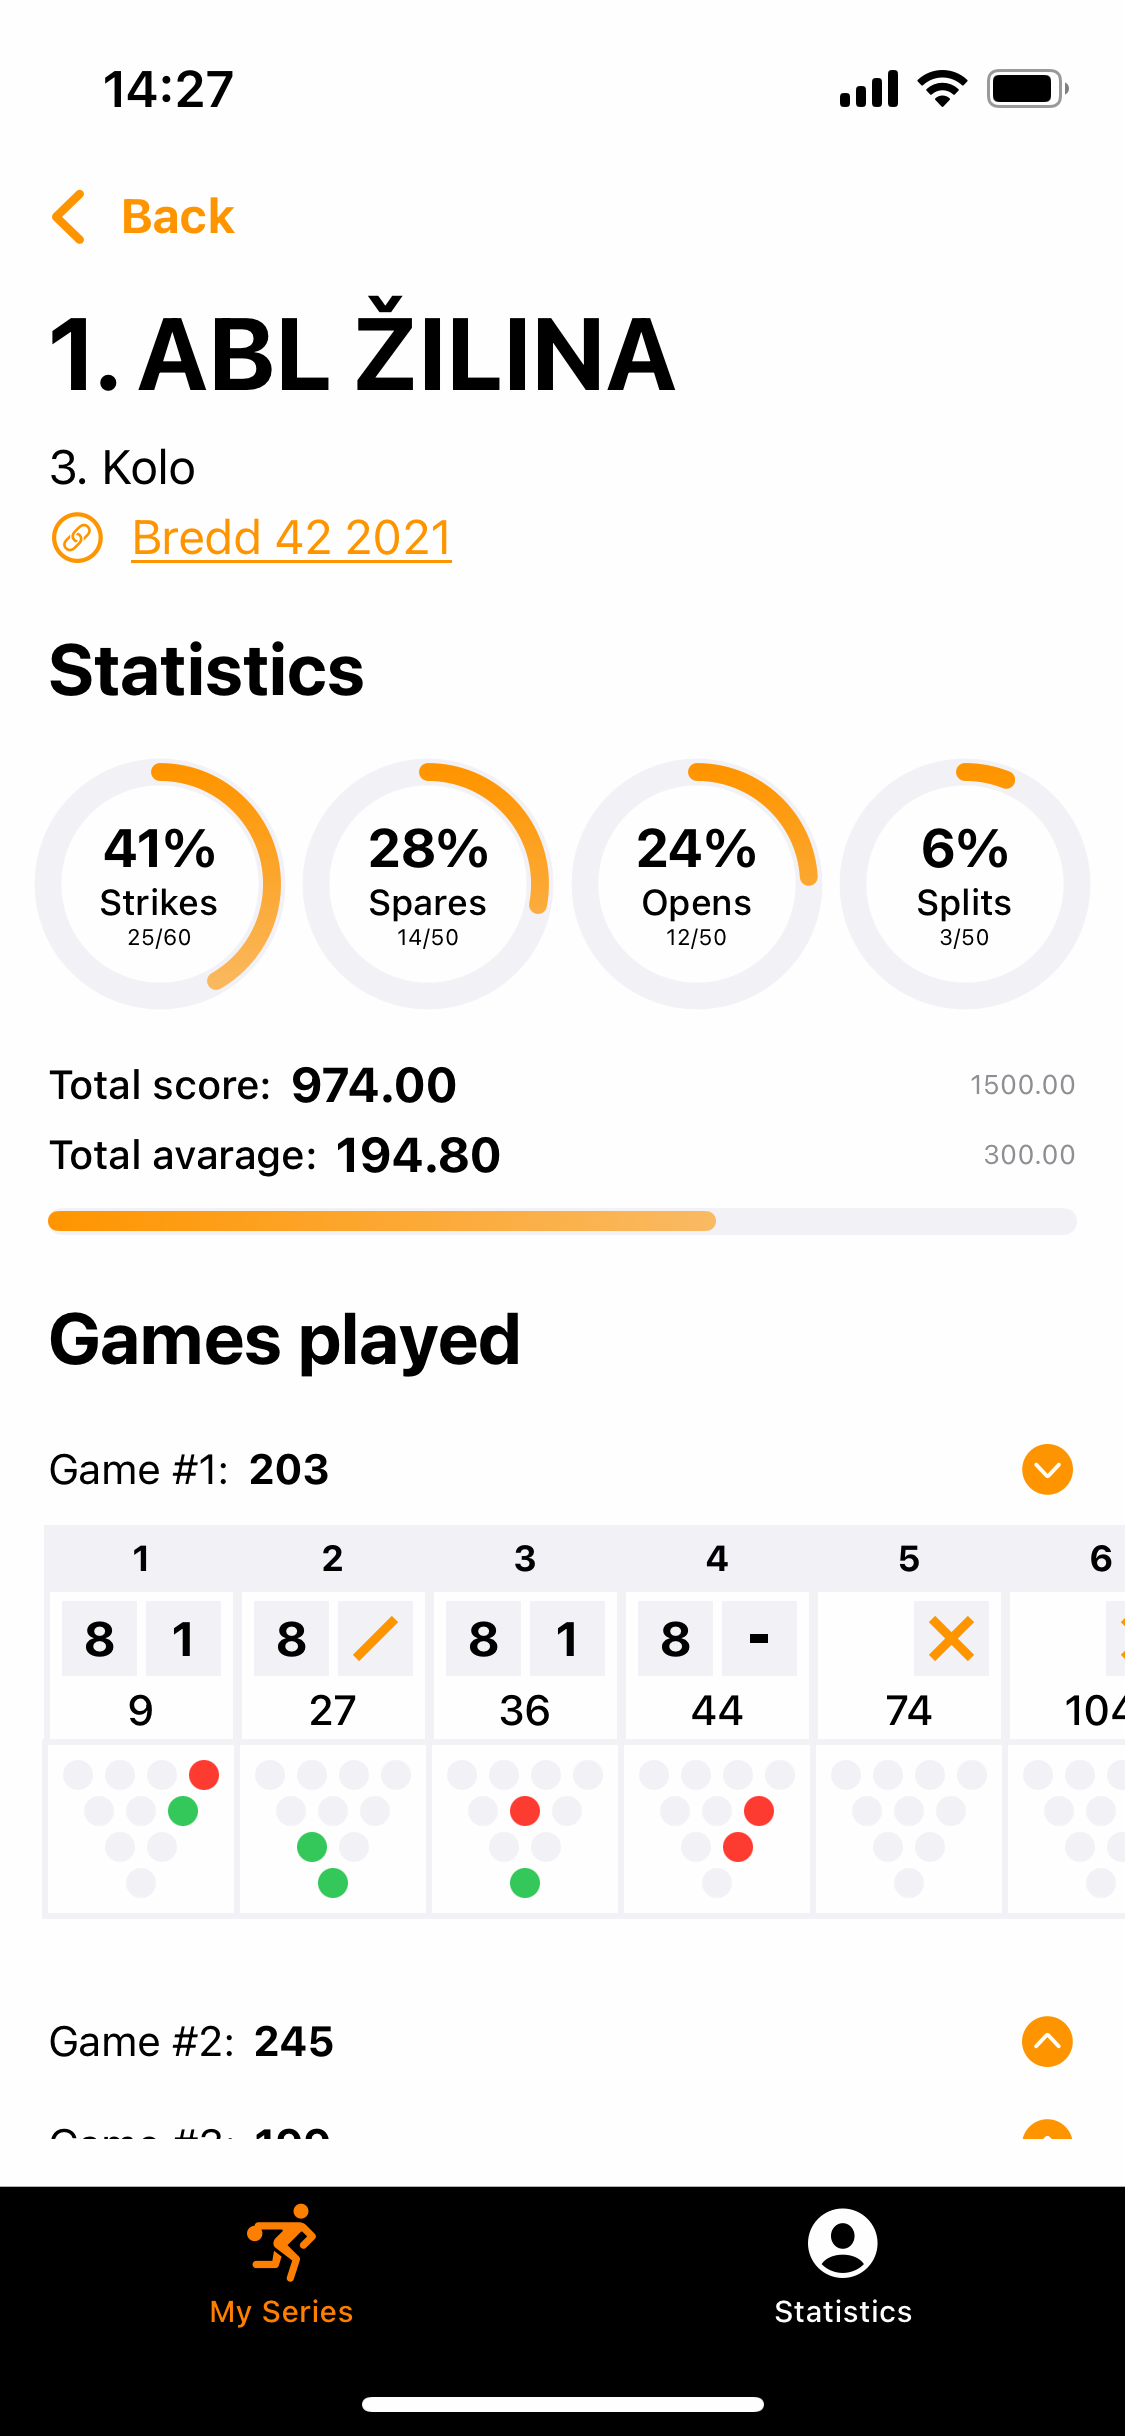 14:27
Back
1. ABL ŽILINA
3. Kolo
Bredd 42 2021
Statistics
41% 28% 24% 6%
Strikes Spares Opens Splits
25/60 14/50 12/50 3/50
Total score: 974.00 1500.00
Total avarage: 194.80 300.00
Games played
Game #1: 203
1 2 3 4 5 6
8 1 8 / 8 1 8 - X
9 27 36 44 74 104
Game #2: 245
My Series Statistics